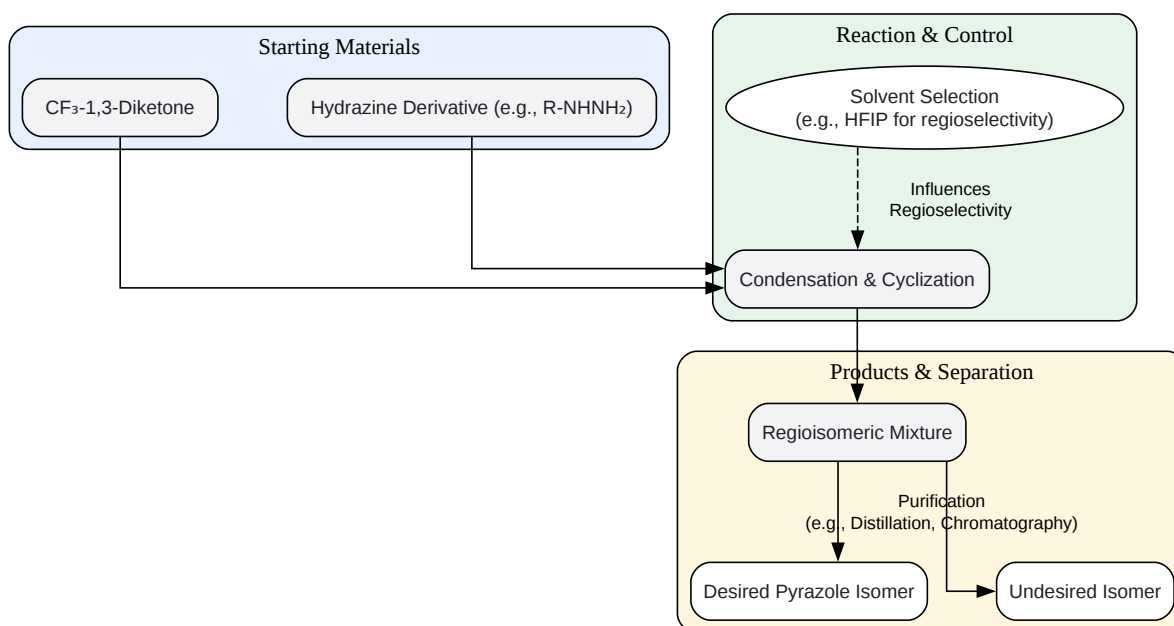 Starting Materials
CF₃-1,3-Diketone
Hydrazine Derivative (e.g., R-NHNH₂)
Reaction & Control
Solvent Selection
(e.g., HFIP for regioselectivity)
Influences
Regioselectivity
Condensation & Cyclization
Products & Separation
Regioisomeric Mixture
Purification
(e.g., Distillation, Chromatography)
Desired Pyrazole Isomer
Undesired Isomer